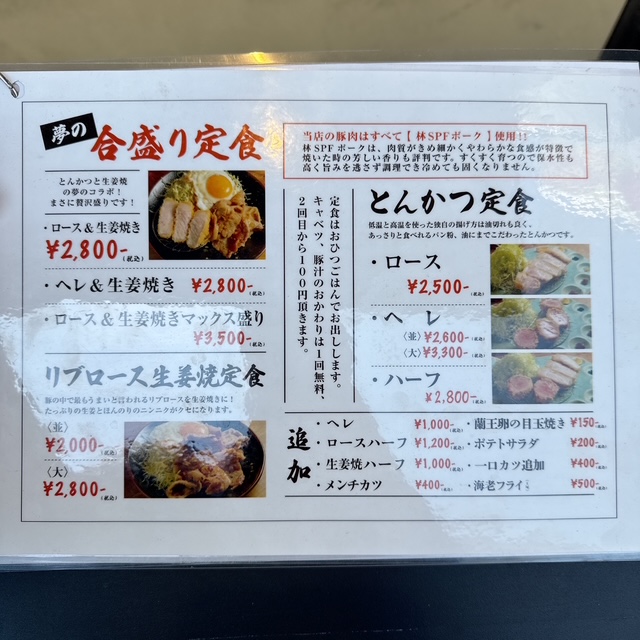 夢の
合盛り定食
とんかつと生姜焼
の夢のコラボ！
まさに贅沢盛りです！
・ロース＆生姜焼き
¥2,800-(税込)
・ヘレ＆生姜焼き ¥2,800-(税込)
・ロース＆生姜焼きマックス盛り
¥3,500-(税込)
リブロース生姜焼定食
豚の中で最もうまいと言われるリブロースを生姜焼きに！
たっぷりの生姜とほんのりのニンニクがクセになります。
〈並〉
¥2,000-(税込)
〈大〉
¥2,800-(税込)
当店の豚肉はすべて【 林SPFポーク 】使用！！
林SPFポークは、肉質がきめ細かくやわらかな食感が特徴で
焼いた時の芳しい香りも評判です。すくすく育つので保水性も
高く旨みを逃さず調理でき冷めても固くなりません。
定食はおひつごはんでお出しします。
キャベツ、豚汁のおかわりは１回無料、
２回目から１００円頂きます。
とんかつ定食
低温と高温を使った独自の揚げ方は油切れも良く、
あっさりと食べれるパン粉、油にまでこだわったとんかつです。
・ロース
¥2,500-(税込)
・ヘレ
〈並〉¥2,600-(税込)
〈大〉¥3,300-(税込)
・ハーフ
¥2,800-(税込)
追加
・ヘレ ¥1,000-(税込)
・ロースハーフ ¥1,200-(税込)
・生姜焼ハーフ ¥1,000-(税込)
・メンチカツ ¥400-(税込)
・蘭王卵の目玉焼き ¥150-(税込)
・ポテトサラダ ¥200-(税込)
・一口カツ追加 ¥400-(税込)
・海老フライ ¥500-(税込)